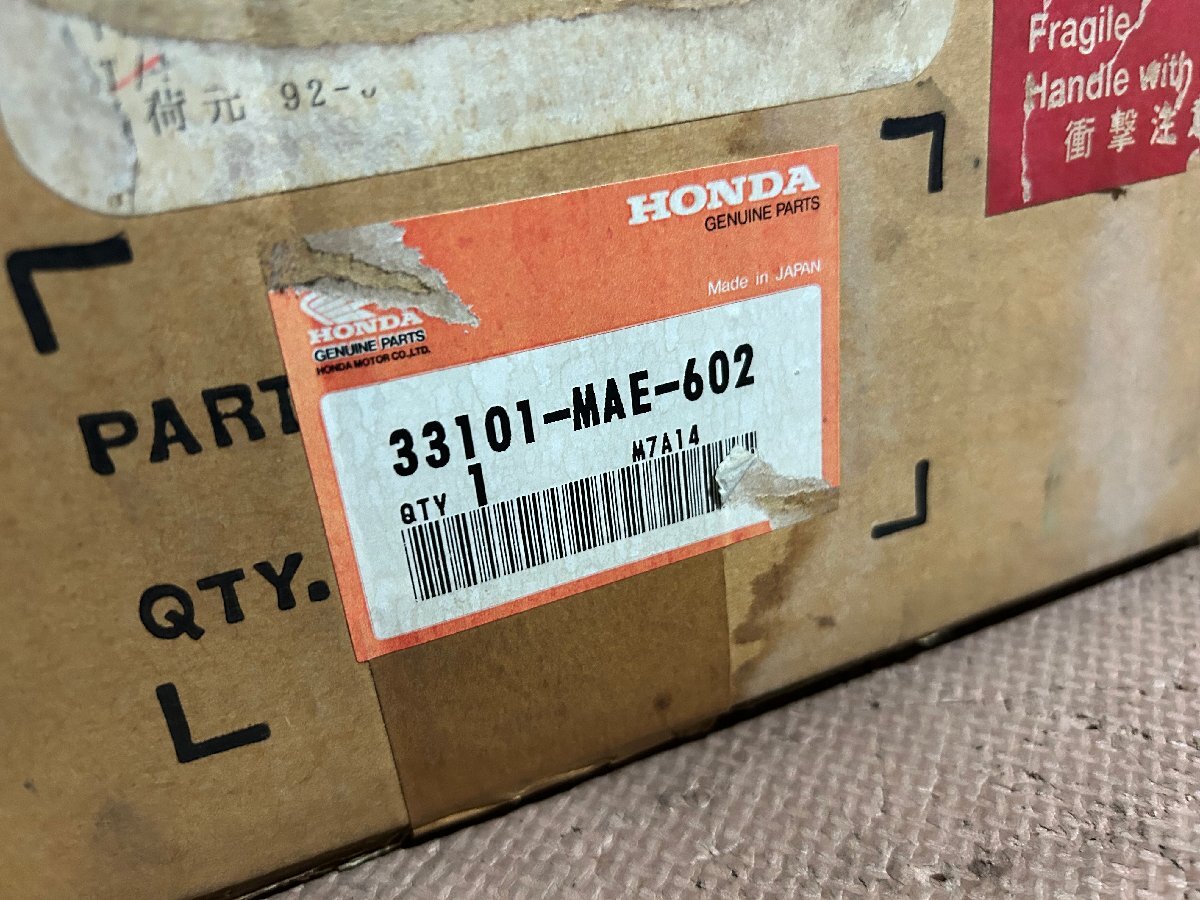 荷元 92-
Fragile
Handle with
衝撃注
HONDA
GENUINE PARTS
Made in JAPAN
HONDA
GENUINE PARTS
HONDA MOTOR CO.,LTD.
PART
33101-MAE-602
M7A14
QTY 1
QTY.